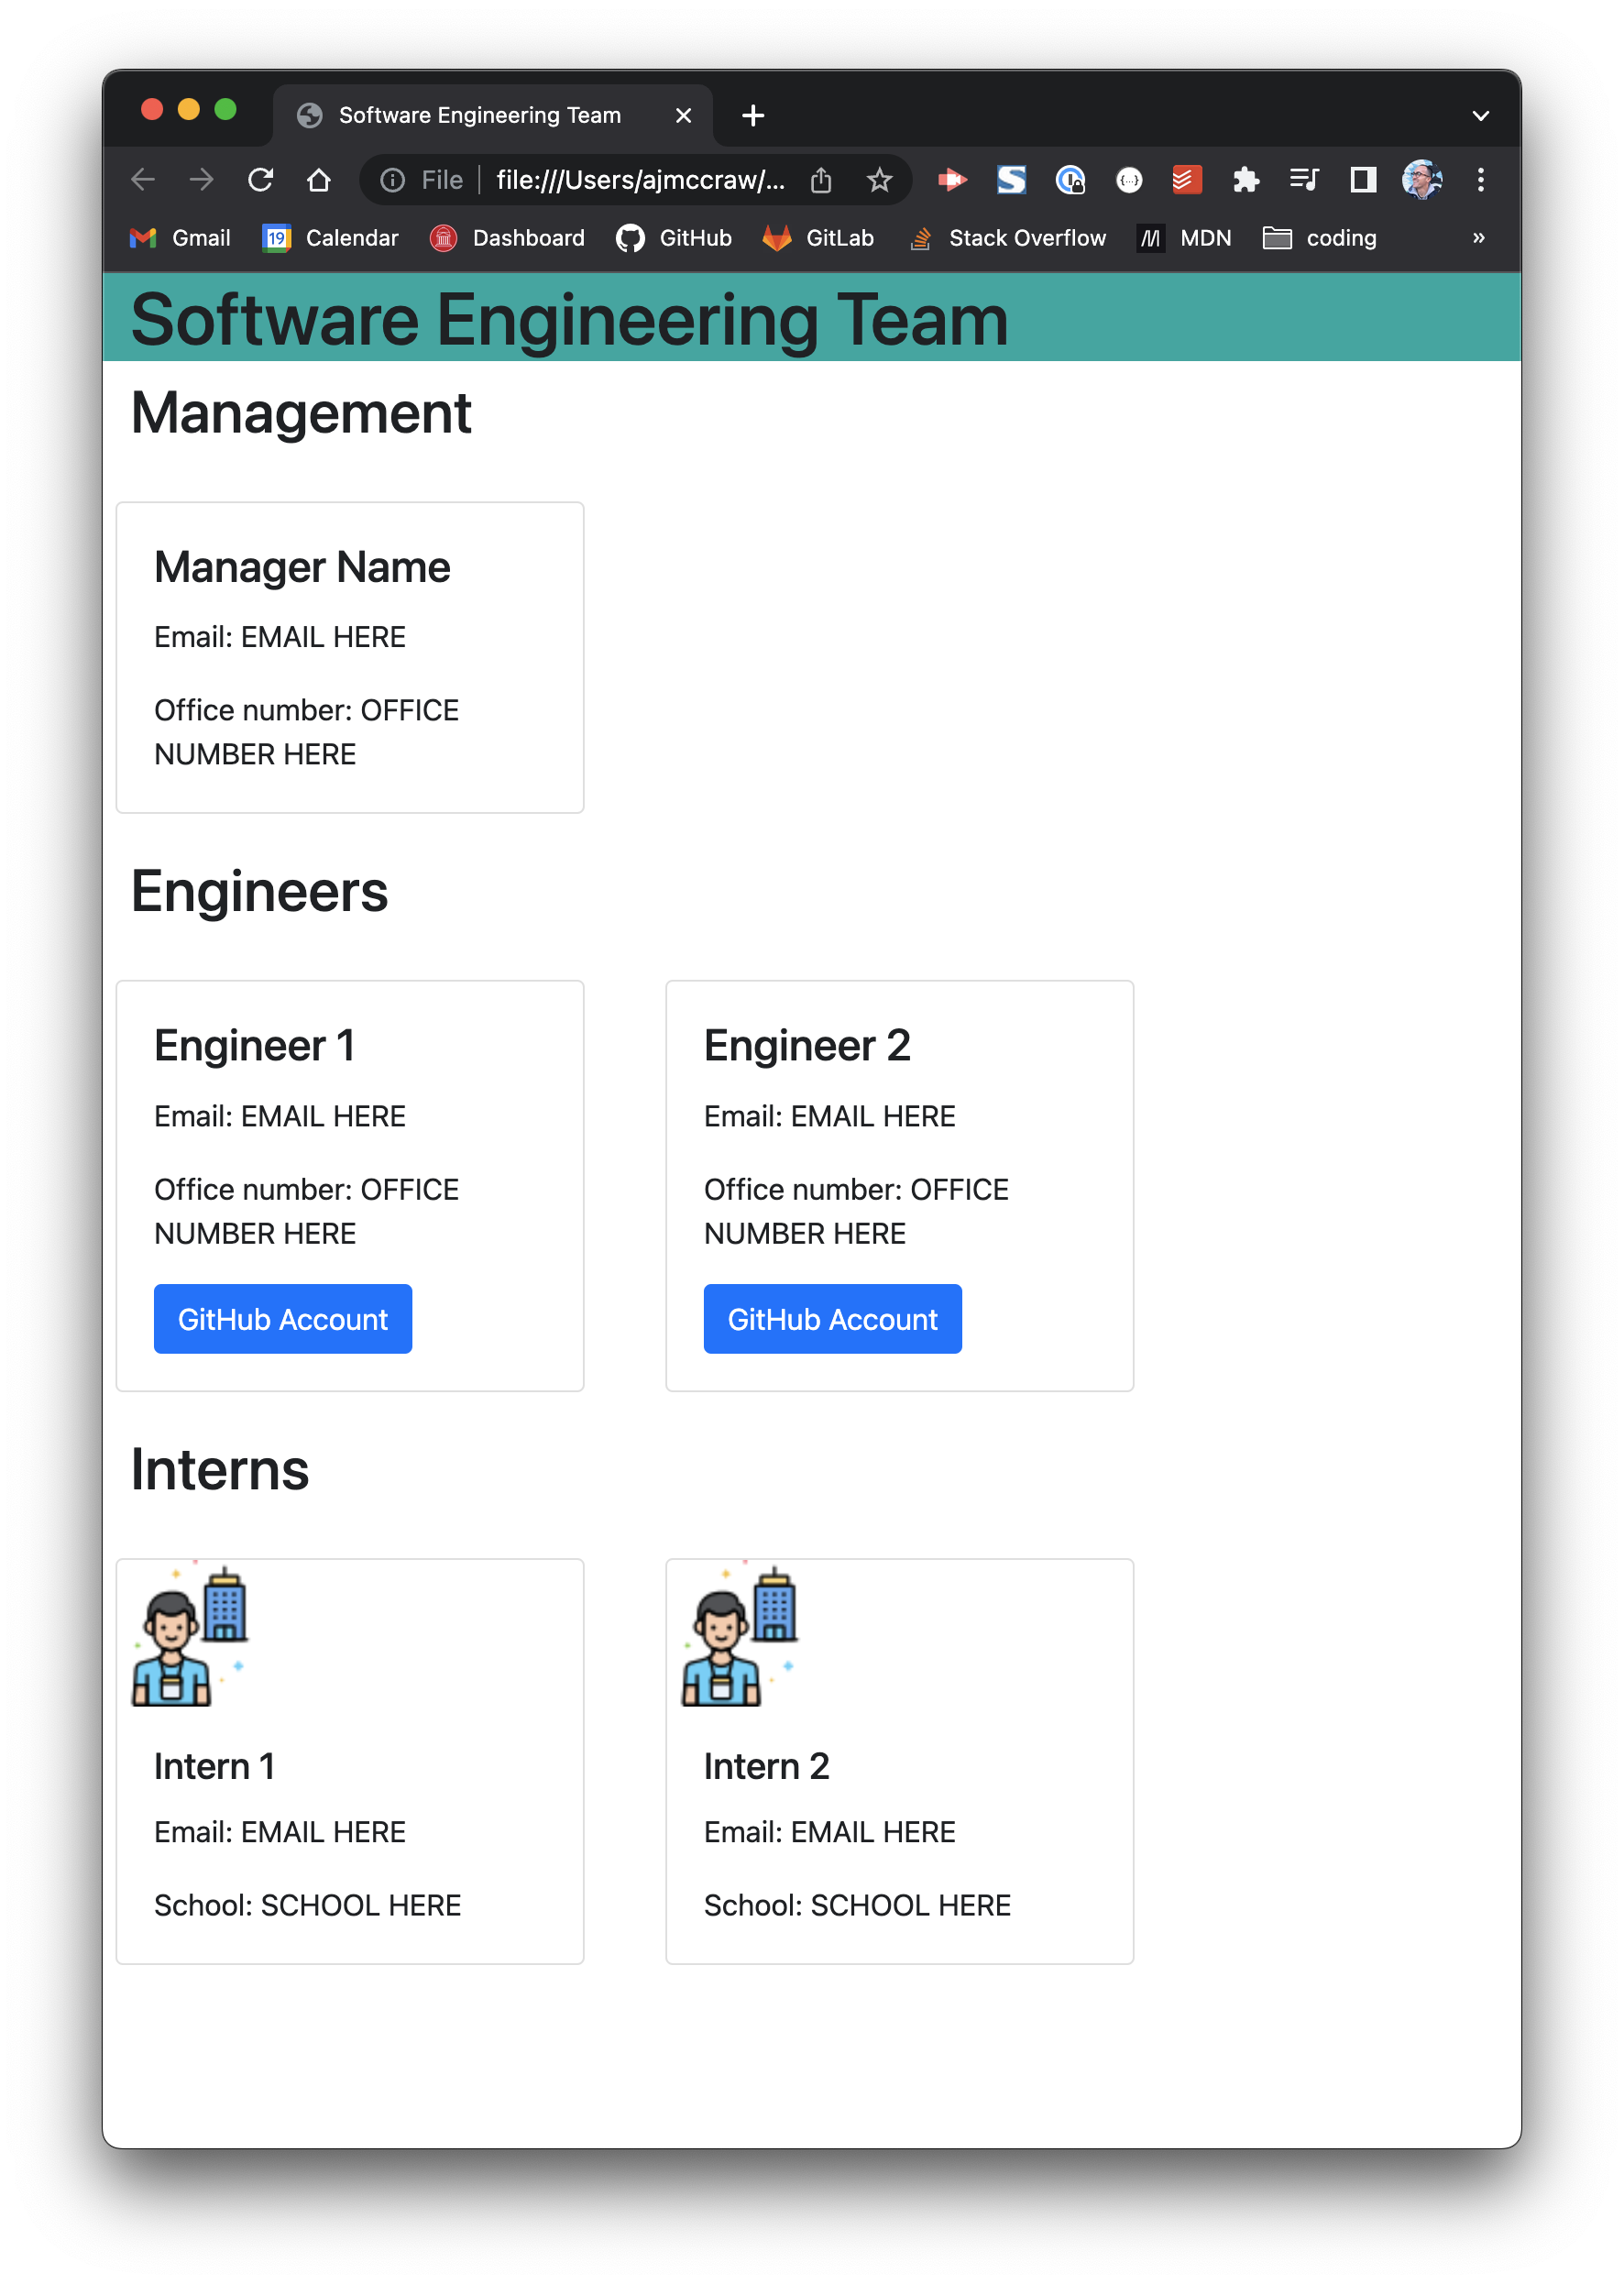 Software Engineering Team
File file:///Users/ajmccraw/...
Gmail 19 Calendar Dashboard GitHub GitLab Stack Overflow MDN coding »
Software Engineering Team
Management
Manager Name
Email: EMAIL HERE
Office number: OFFICE
NUMBER HERE
Engineers
Engineer 1
Email: EMAIL HERE
Office number: OFFICE
NUMBER HERE
GitHub Account
Engineer 2
Email: EMAIL HERE
Office number: OFFICE
NUMBER HERE
GitHub Account
Interns
Intern 1
Email: EMAIL HERE
School: SCHOOL HERE
Intern 2
Email: EMAIL HERE
School: SCHOOL HERE